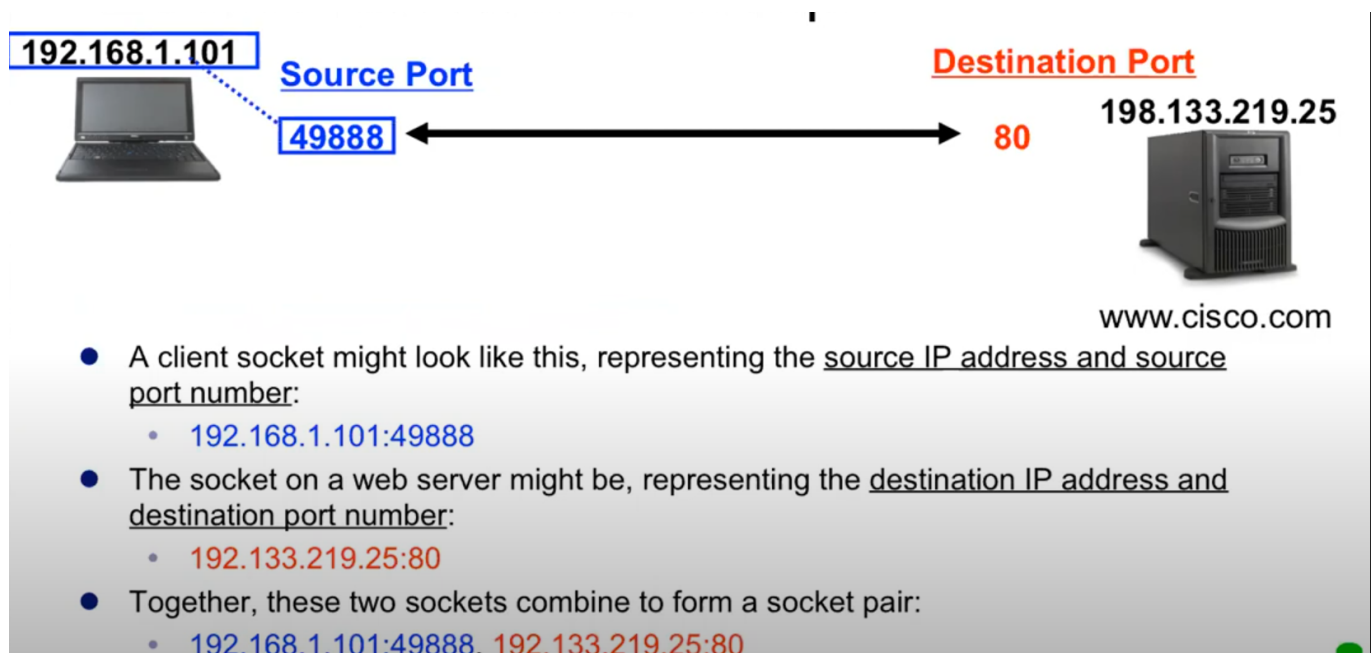 192.168.1.101
Source Port
Destination Port
198.133.219.25
49888
80
www.cisco.com
A client socket might look like this, representing the source IP address and source
port number:
192.168.1.101:49888
The socket on a web server might be, representing the destination IP address and
destination port number:
192.133.219.25:80
Together, these two sockets combine to form a socket pair:
192.168.1.101:49888, 192.133.219.25:80